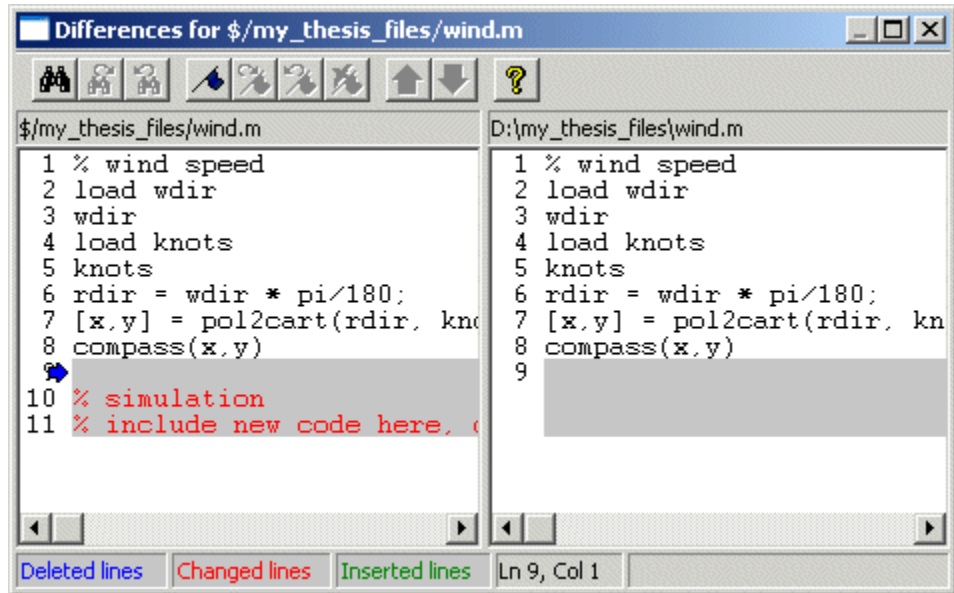 Differences for $/my_thesis_files/wind.m
$/my_thesis_files/wind.m
1 % wind speed
2 load wdir
3 wdir
4 load knots
5 knots
6 rdir = wdir * pi/180;
7 [x,y] = pol2cart(rdir, kno
8 compass(x,y)
9
10 % simulation
11 % include new code here,
D:\my_thesis_files\wind.m
1 % wind speed
2 load wdir
3 wdir
4 load knots
5 knots
6 rdir = wdir * pi/180;
7 [x,y] = pol2cart(rdir, kn
8 compass(x,y)
9
Deleted lines
Changed lines
Inserted lines
Ln 9, Col 1